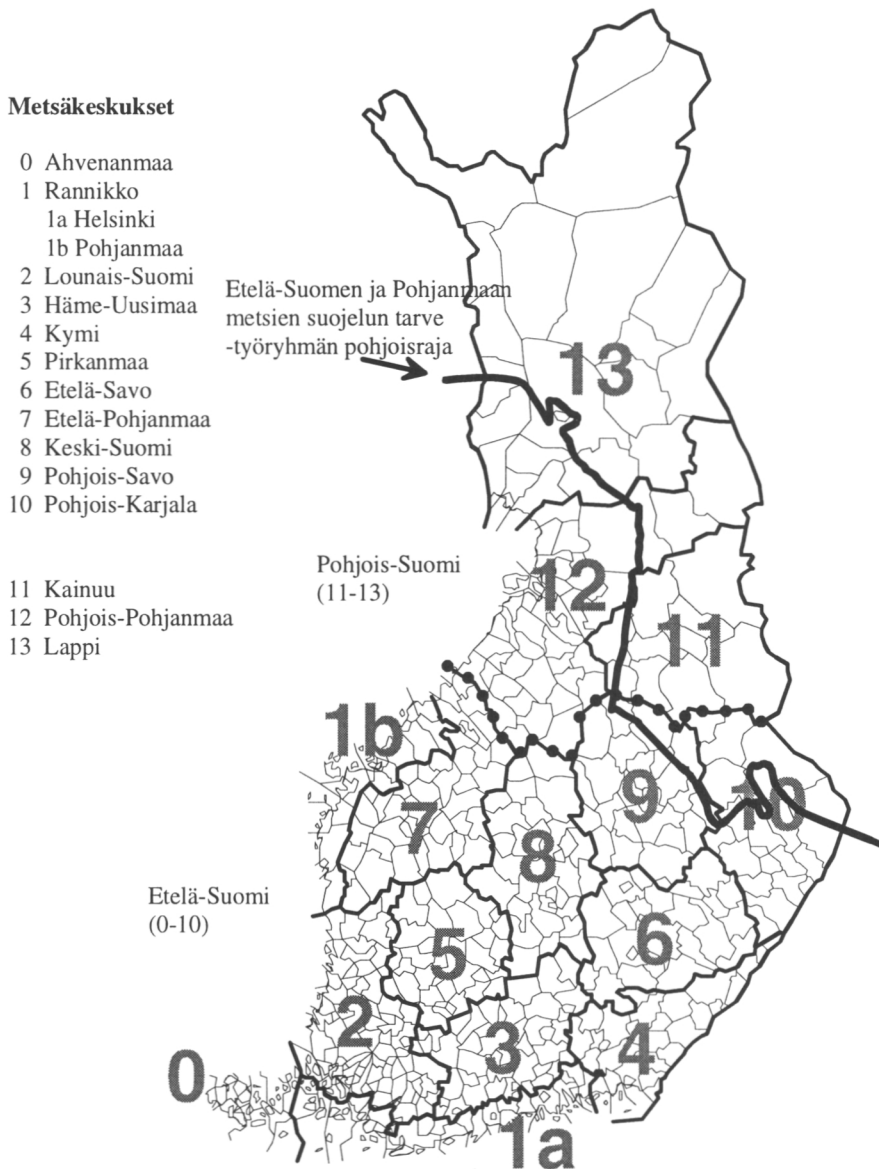 Metsäkeskukset
0 Ahvenanmaa
1 Rannikko
1a Helsinki
1b Pohjanmaa
2 Lounais-Suomi
3 Häme-Uusimaa
4 Kymi
5 Pirkanmaa
6 Etelä-Savo
7 Etelä-Pohjanmaa
8 Keski-Suomi
9 Pohjois-Savo
10 Pohjois-Karjala
11 Kainuu
12 Pohjois-Pohjanmaa
13 Lappi
Etelä-Suomen ja Pohjanmaan
metsien suojelun tarve
-työryhmän pohjoisraja
13
Pohjois-Suomi
(11-13)
12
11
1b
10
9
7
8
Etelä-Suomi
(0-10)
6
5
2
3
4
0
1a